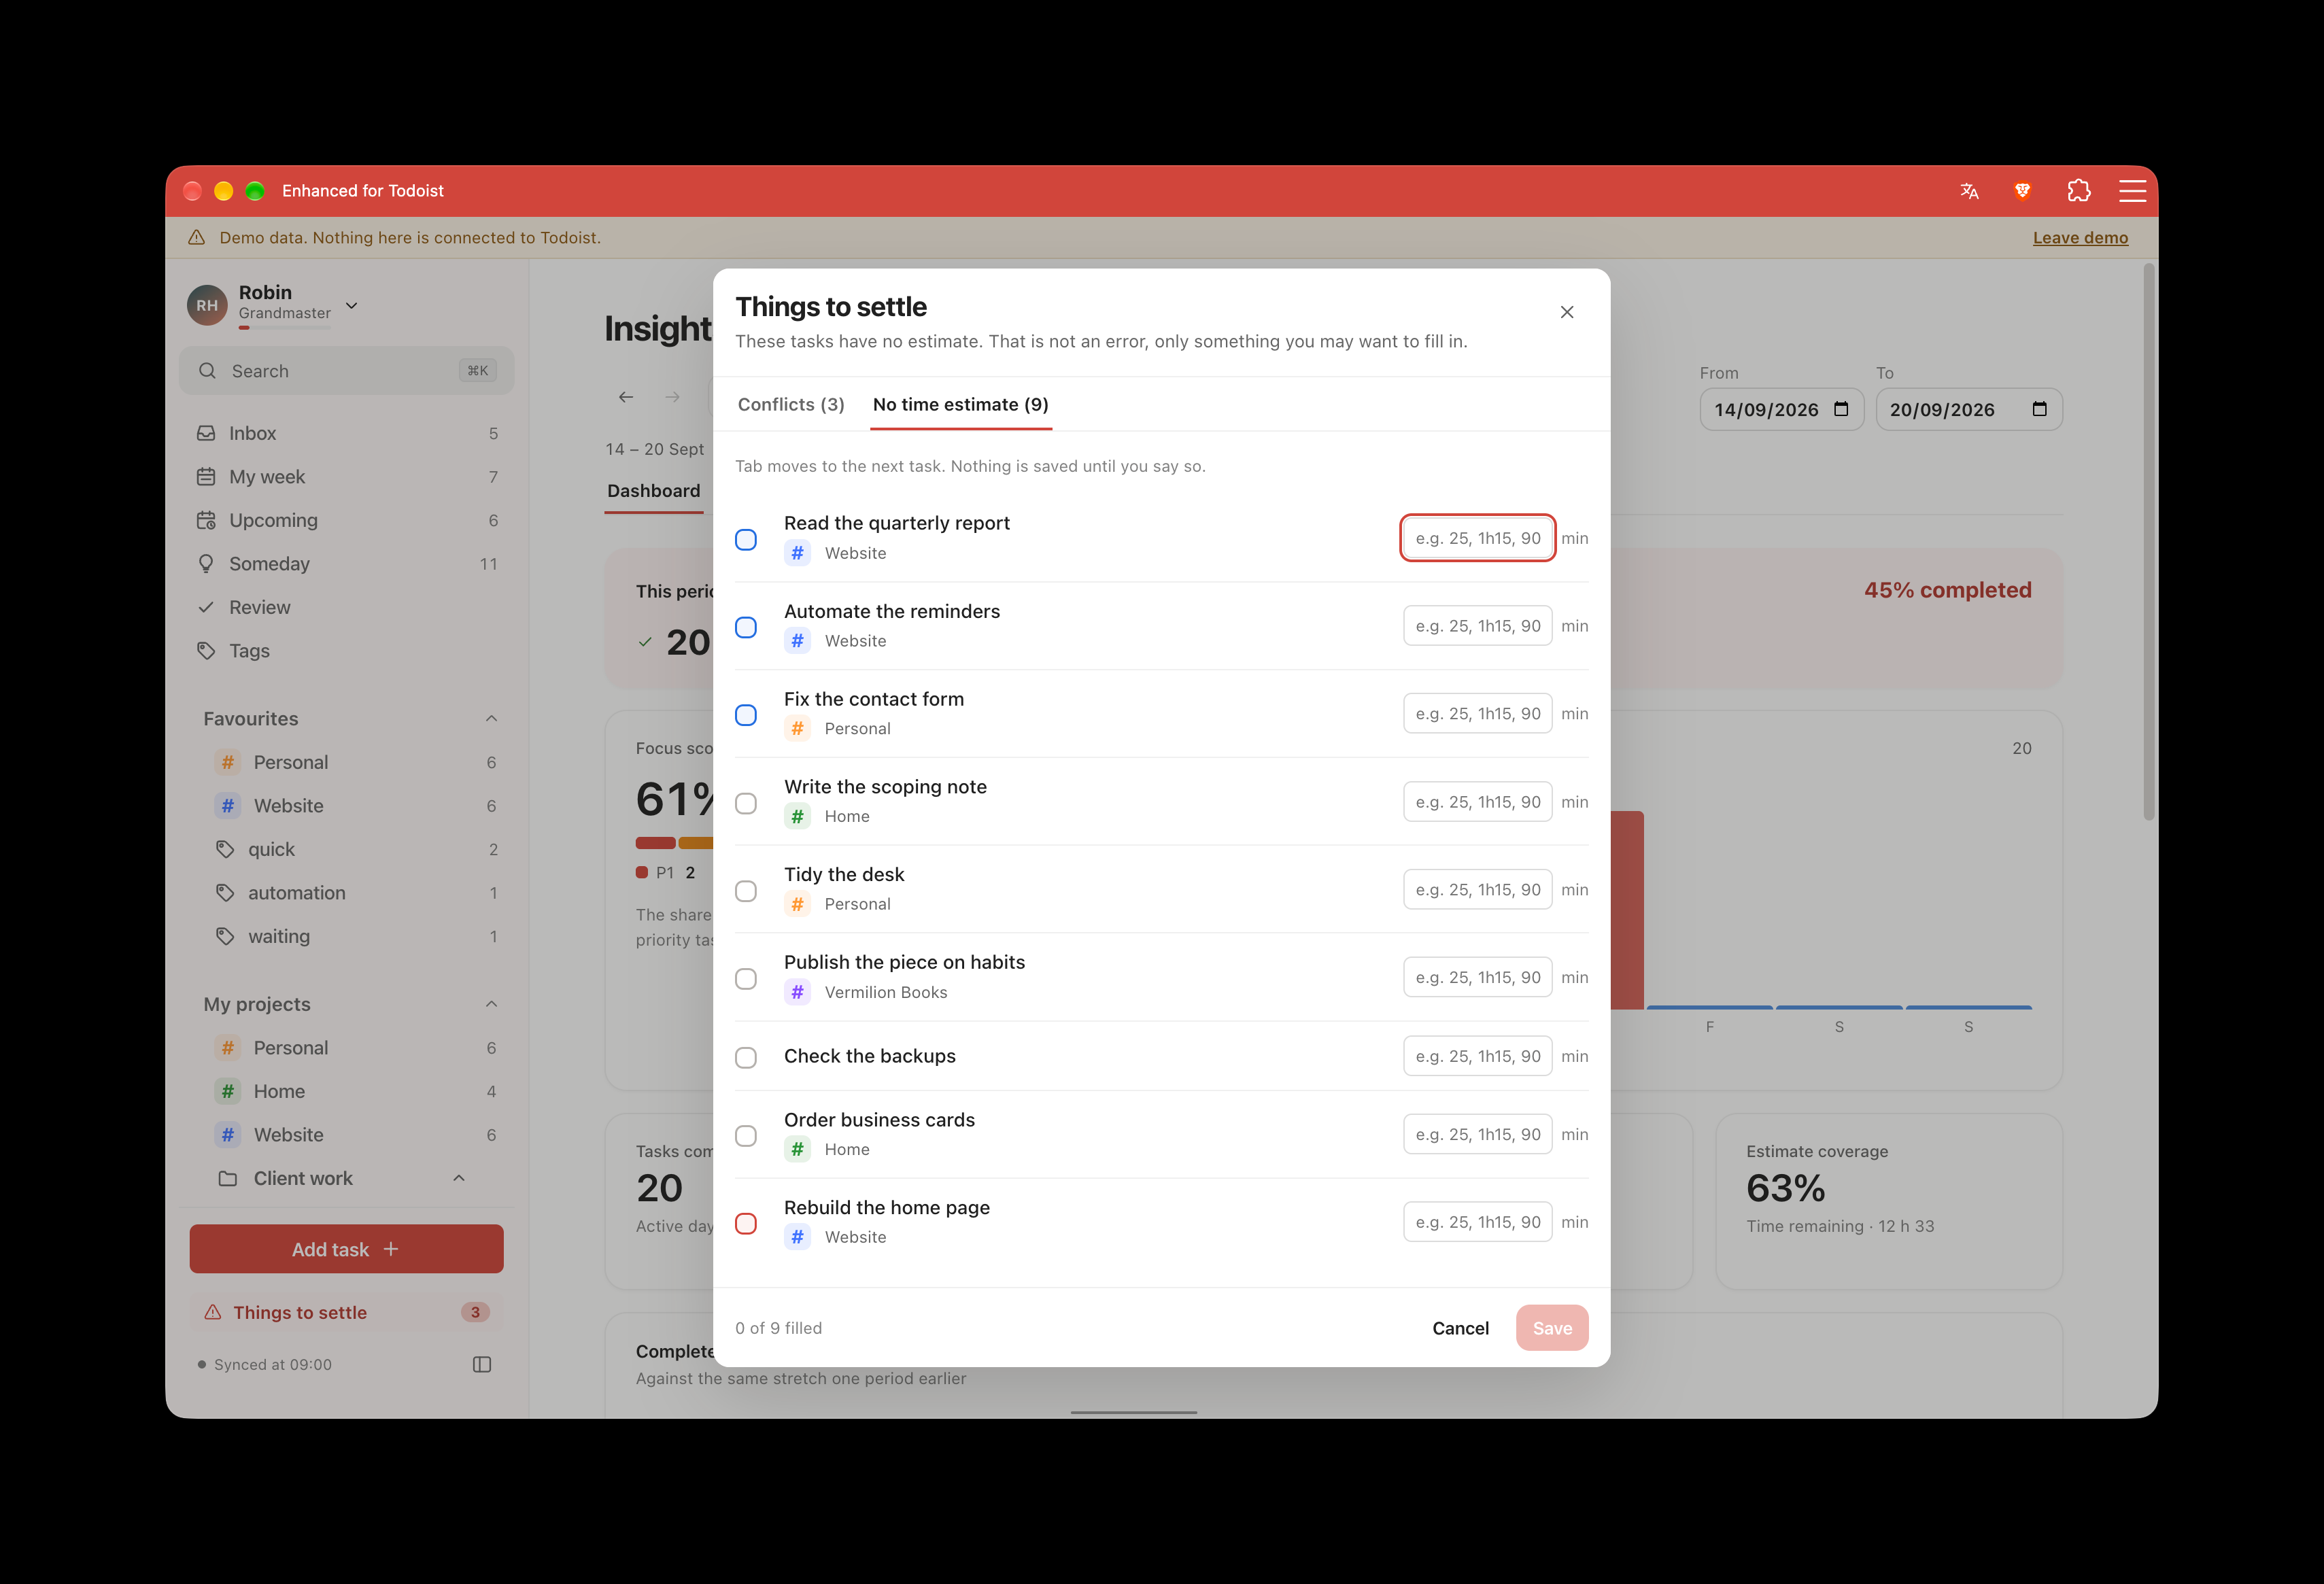 Enhanced for Todoist
Demo data. Nothing here is connected to Todoist.
Leave demo
RH
Robin
Grandmaster
Search
⌘K
Inbox 5
My week 7
Upcoming 6
Someday 11
Review
Tags
Favourites
# Personal 6
# Website 6
quick 2
automation 1
waiting 1
My projects
# Personal 6
# Home 4
# Website 6
Client work
Add task +
Things to settle 3
Synced at 09:00
Insight
From
14/09/2026
To
20/09/2026
14 – 20 Sept
Dashboard
20
45% completed
61%
P1 2
The share
20
F S S
20
Estimate coverage
63%
Time remaining · 12 h 33
Against the same stretch one period earlier
Things to settle
These tasks have no estimate. That is not an error, only something you may want to fill in.
Conflicts (3)
No time estimate (9)
Tab moves to the next task. Nothing is saved until you say so.
Read the quarterly report
# Website
e.g. 25, 1h15, 90 min
Automate the reminders
# Website
e.g. 25, 1h15, 90 min
Fix the contact form
# Personal
e.g. 25, 1h15, 90 min
Write the scoping note
# Home
e.g. 25, 1h15, 90 min
Tidy the desk
# Personal
e.g. 25, 1h15, 90 min
Publish the piece on habits
# Vermilion Books
e.g. 25, 1h15, 90 min
Check the backups
e.g. 25, 1h15, 90 min
Order business cards
# Home
e.g. 25, 1h15, 90 min
Rebuild the home page
# Website
e.g. 25, 1h15, 90 min
0 of 9 filled
Cancel
Save